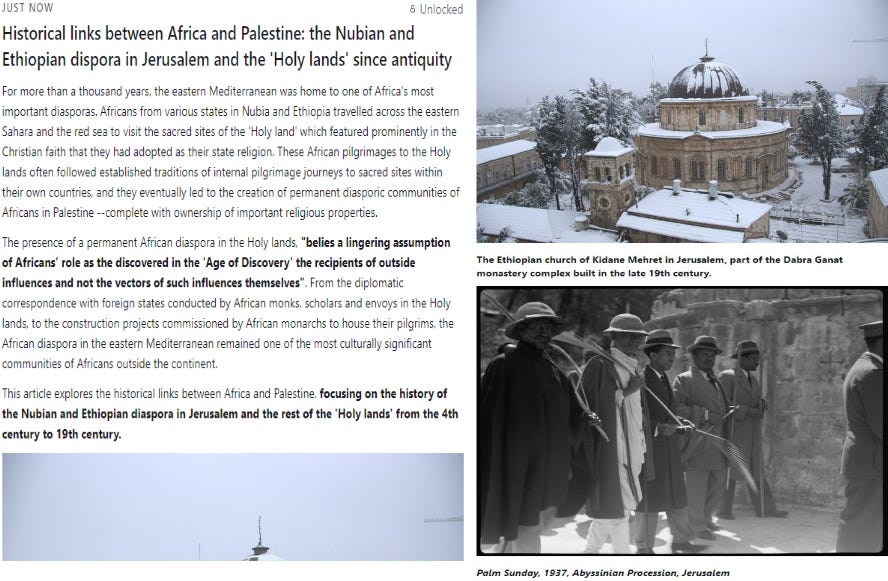 JUST NOW
Unlocked
Historical links between Africa and Palestine: the Nubian and
Ethiopian dispora in Jerusalem and the 'Holy lands' since antiquity
For more than a thousand years, the eastern Mediterranean was home to one of Africa's most
important diasporas. Africans from various states in Nubia and Ethiopia travelled across the eastern
Sahara and the red sea to visit the sacred sites of the 'Holy land' which featured prominently in the
Christian faith that they had adopted as their state religion. These African pilgrimages to the Holy
lands often followed established traditions of internal pilgrimage journeys to sacred sites within
their own countries, and they eventually led to the creation of permanent diasporic communities of
Africans in Palestine --complete with ownership of important religious properties.
The presence of a permanent African diaspora in the Holy lands, "belies a lingering assumption
of Africans' role as the discovered in the 'Age of Discovery' the recipients of outside
influences and not the vectors of such influences themselves". From the diplomatic
correspondence with foreign states conducted by African monks, scholars and envoys in the Holy
lands, to the construction projects commissioned by African monarchs to house their pilgrims, the
African diaspora in the eastern Mediterranean remained one of the most culturally significant
communities of Africans outside the continent.
This article explores the historical links between Africa and Palestine, focusing on the history of
the Nubian and Ethiopian diaspora in Jerusalem and the rest of the 'Holy lands' from the 4th
century to 19th century.
The Ethiopian church of Kidane Mehret in Jerusalem, part of the Dabra Ganat
monastery complex built in the late 19th century.
Palm Sunday, 1937, Abyssinian Procession, Jerusalem